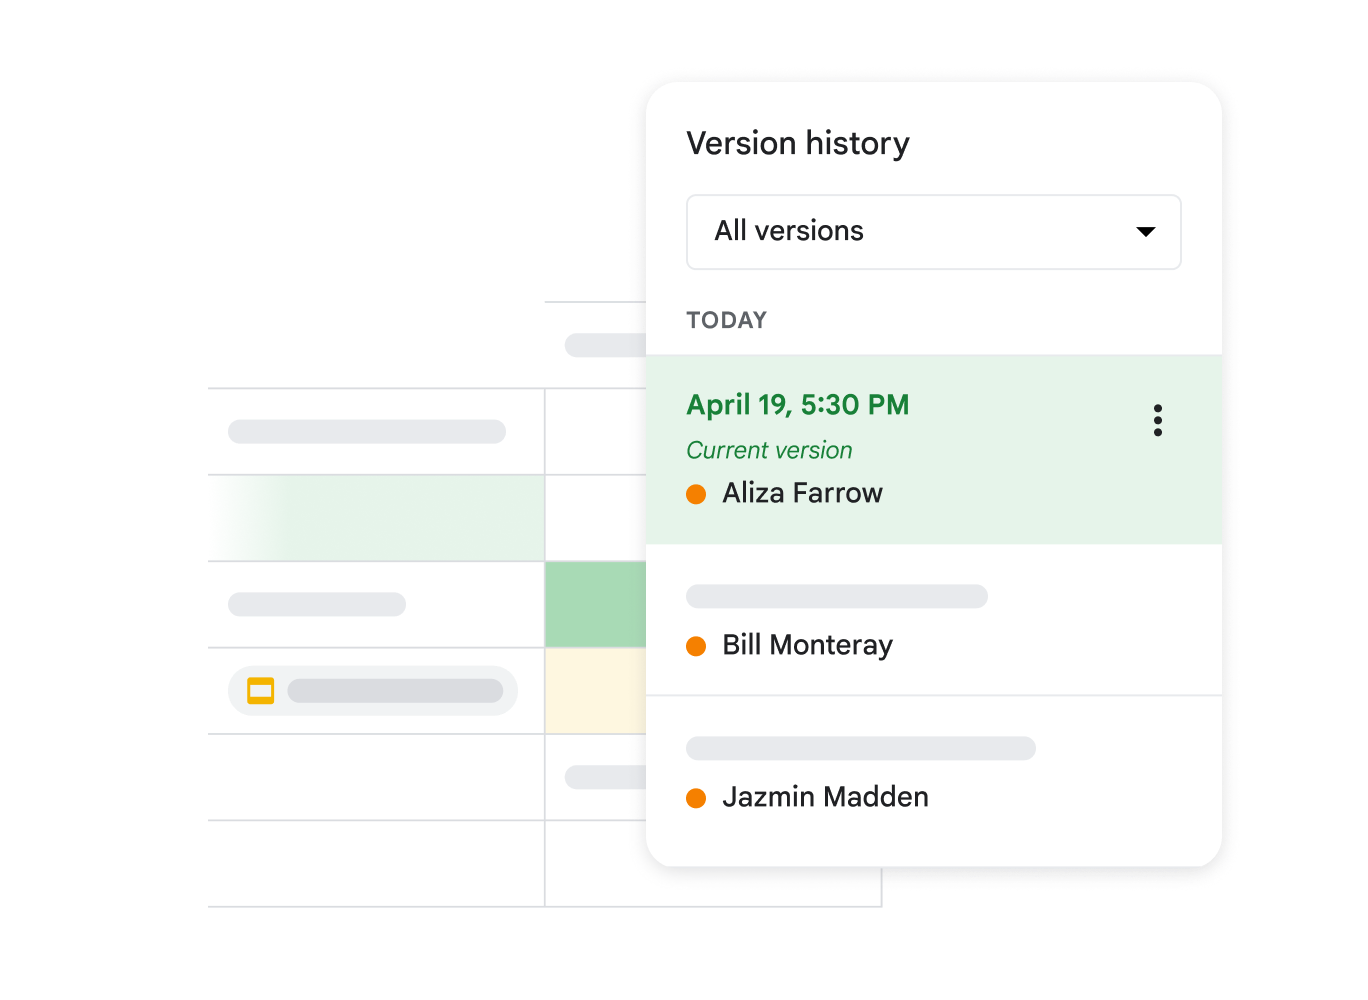 Version history
All versions
TODAY
April 19, 5:30 PM
Current version
Aliza Farrow
Bill Monteray
Jazmin Madden